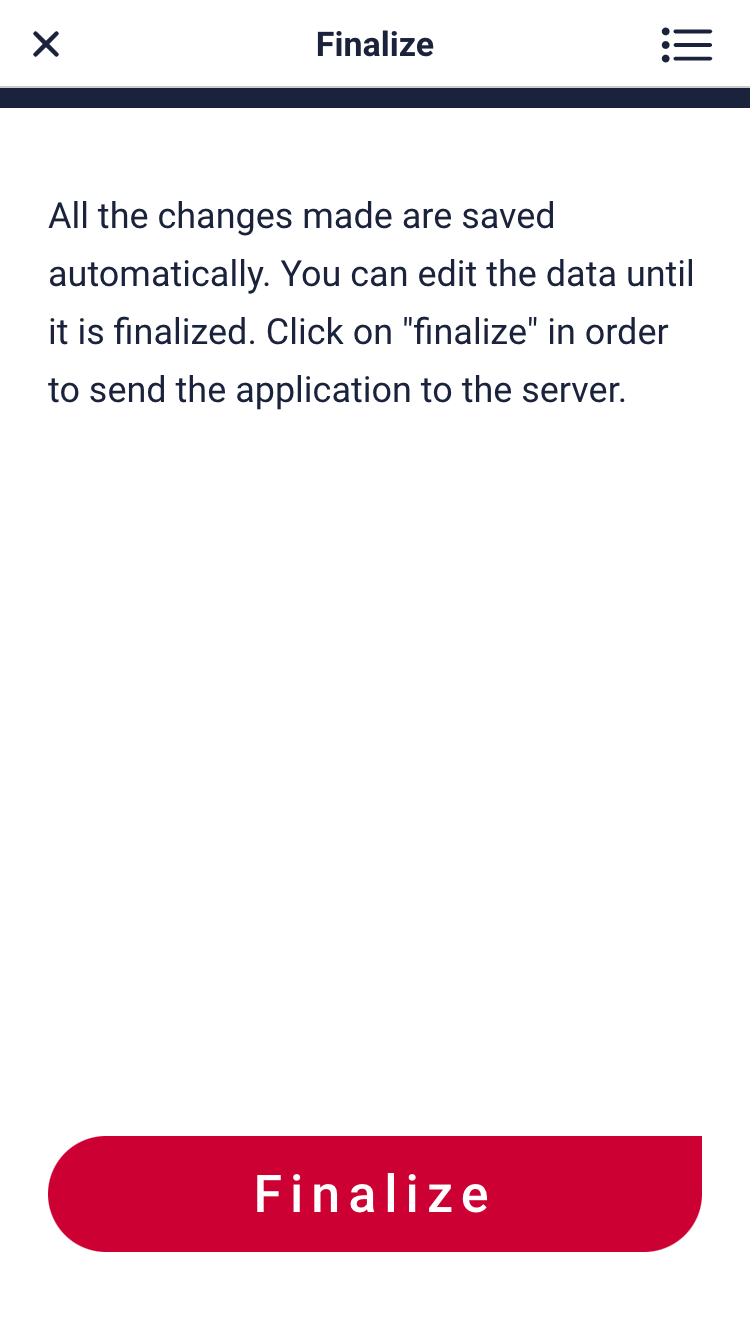 Finalize
All the changes made are saved
automatically. You can edit the data until
it is finalized. Click on "finalize" in order
to send the application to the server.
Finalize